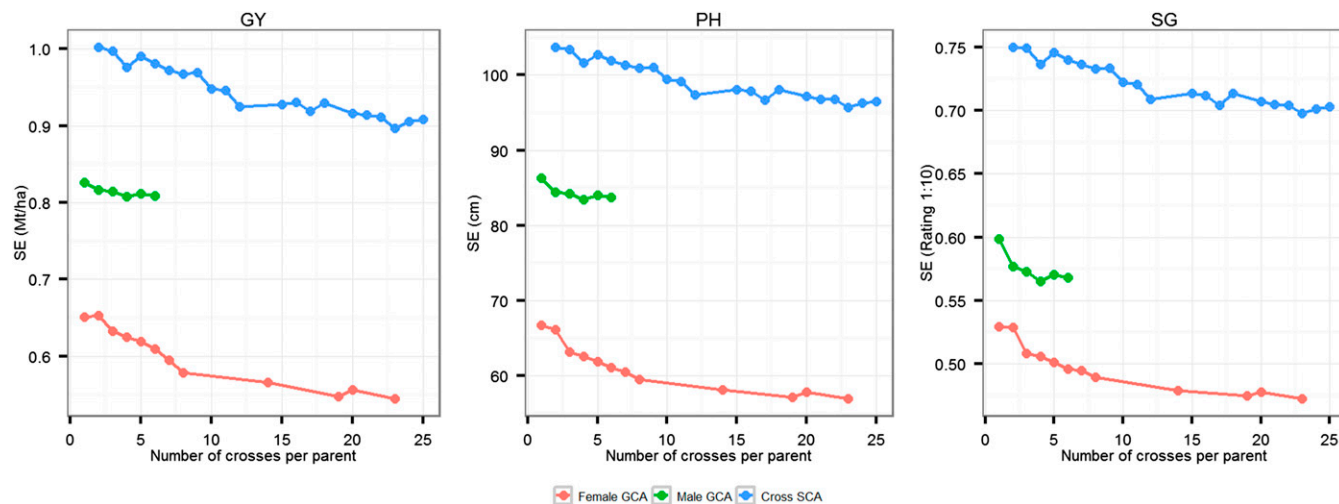 GY
SE (Mt/ha)
1.0
0.9
0.8
0.7
0.6
0 5 10 15 20 25
Number of crosses per parent
PH
SE (cm)
100
90
80
70
60
0 5 10 15 20 25
Number of crosses per parent
SG
SE (Rating 1:10)
0.75
0.70
0.65
0.60
0.55
0.50
0 5 10 15 20 25
Number of crosses per parent
Female GCA Male GCA Cross SCA